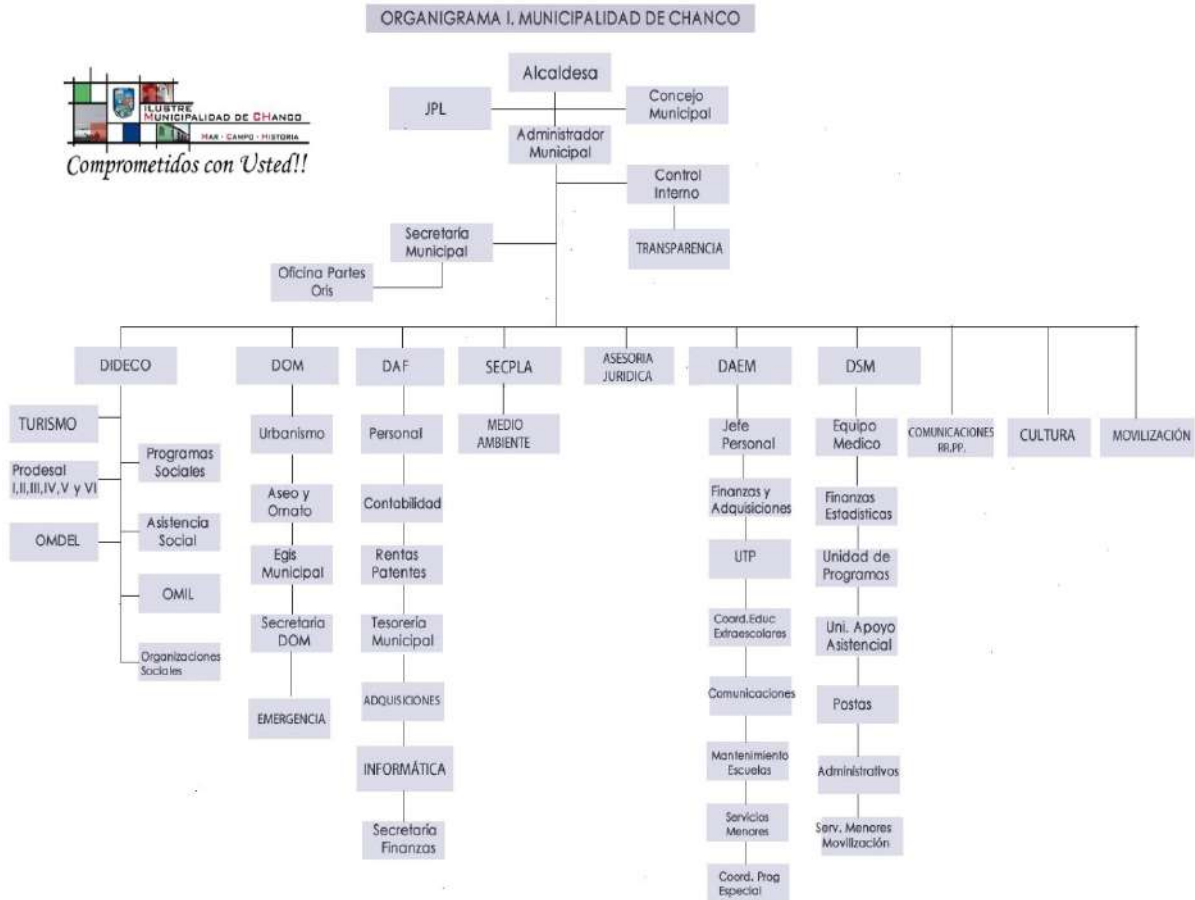 ORGANIGRAMA I. MUNICIPALIDAD DE CHANCO
ILUSTRE
MUNICIPALIDAD DE CHANCO
MAR - CAMPO - HISTORIA
Comprometidos con Usted!!
Alcaldesa
JPL
Concejo
Municipal
Administrador
Municipal
Control
Interno
TRANSPARENCIA
Secretaría
Municipal
Oficina Partes
Oris
DIDECO
TURISMO
Programas
Sociales
Prodesal
I,II,III,IV,V y VI
Asistencia
Social
OMDEL
OMIL
Organizaciones
Sociales
DOM
Urbanismo
Aseo y
Ornato
Egis
Municipal
Secretaria
DOM
EMERGENCIA
DAF
Personal
Contabilidad
Rentas
Patentes
Tesorería
Municipal
ADQUISICIONES
INFORMÁTICA
Secretaría
Finanzas
SECPLA
MEDIO
AMBIENTE
ASESORIA
JURIDICA
DAEM
Jefe
Personal
Finanzas y
Adquisiciones
UTP
Coord.Educ
Extraescolares
Comunicaciones
Mantenimiento
Escuelas
Servicios
Menores
Coord. Prog
Especial
DSM
Equipo
Medico
Finanzas
Estadísticas
Unidad de
Programas
Uni. Apoyo
Asistencial
Postas
Administrativos
Serv. Menores
Movilización
COMUNICACIONES
RR.PP.
CULTURA
MOVILIZACIÓN